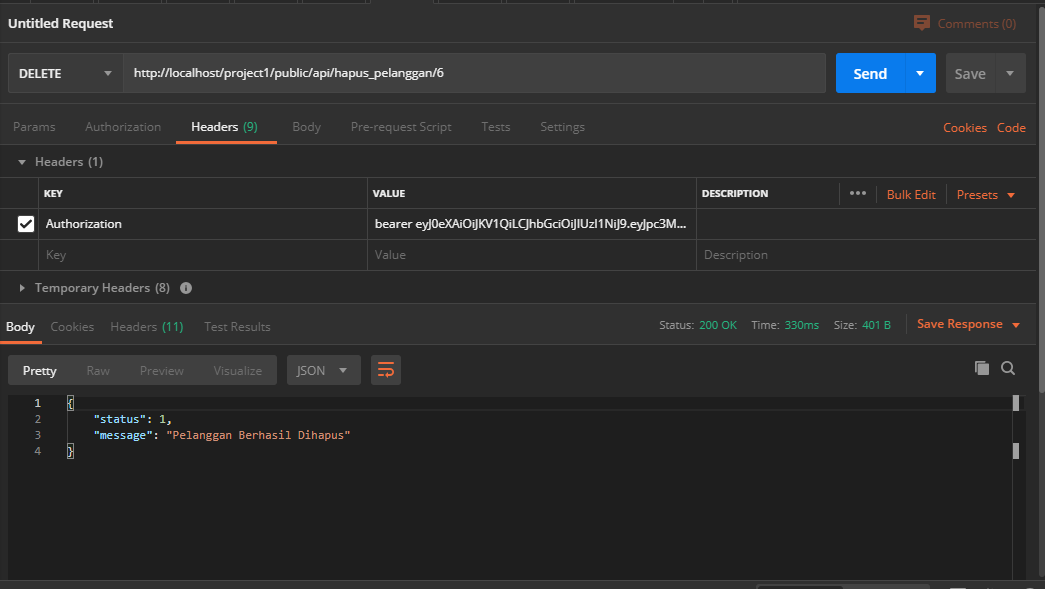 Untitled Request
Comments (0)
DELETE
http://localhost/project1/public/api/hapus_pelanggan/6
Send
Save
Params Authorization Headers (9) Body Pre-request Script Tests Settings
Cookies Code
Headers (1)
KEY VALUE DESCRIPTION
Bulk Edit Presets
Authorization bearer eyJ0eXAiOiJKV1QiLCJhbGciOiJIUzI1NiJ9.eyJpc3M...
Key Value Description
Temporary Headers (8)
Body Cookies Headers (11) Test Results
Status: 200 OK Time: 330ms Size: 401 B Save Response
Pretty Raw Preview Visualize JSON
1 {
2 "status": 1,
3 "message": "Pelanggan Berhasil Dihapus"
4 }